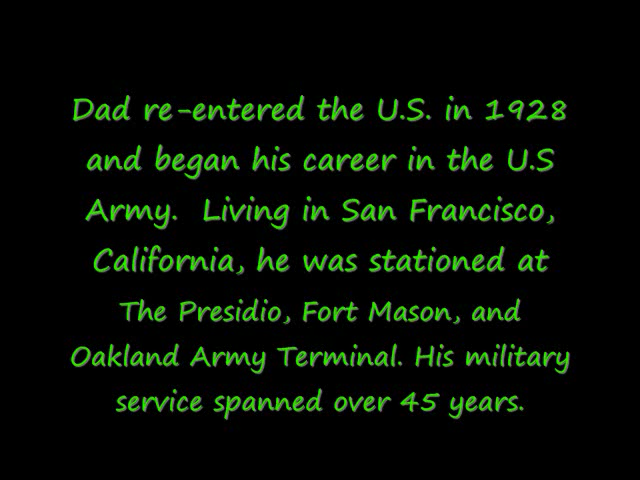 Dad re-entered the U.S. in 1928
and began his career in the U.S
Army.  Living in San Francisco,
California, he was stationed at
The Presidio, Fort Mason, and
Oakland Army Terminal. His military
service spanned over 45 years.